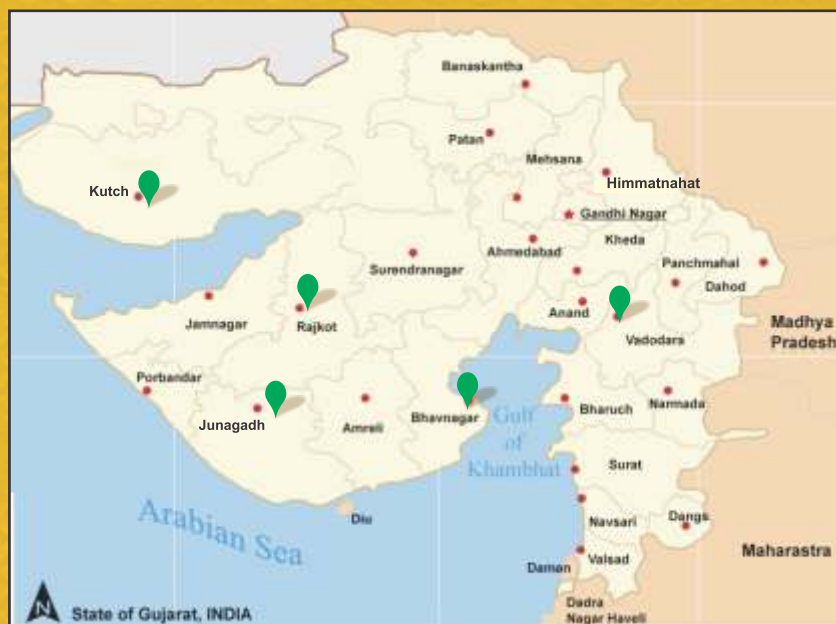 Banaskantha
Patan
Mehsana
Himmatnahat
Kutch
Gandhi Nagar
Ahmedabad
Kheda
Surendranagar
Panchmahal
Dahod
Jamnagar
Rajkot
Anand
Vadodara
Madhya
Pradesh
Porbandar
Junagadh
Amreli
Bhavnagar
Bharuch
Narmada
Gulf
of
Khambhat
Surat
Arabian Sea
Diu
Navsari
Dangs
Maharastra
Daman
Valsad
Dadra
Nagar Haveli
N
State of Gujarat, INDIA